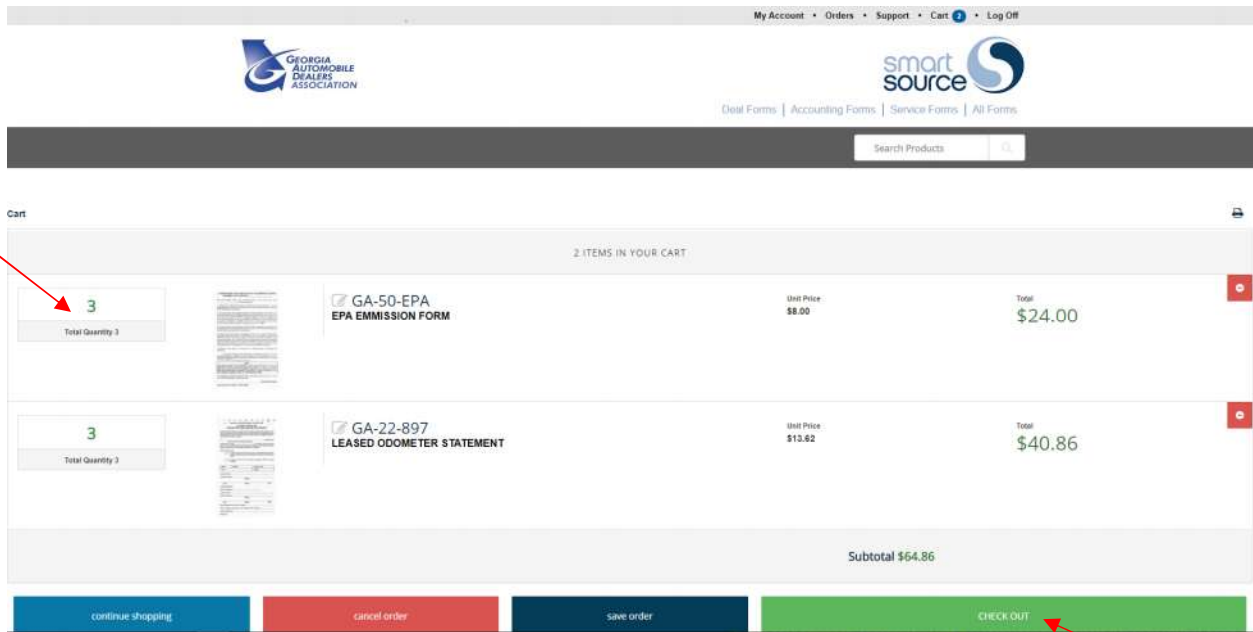 My Account • Orders • Support • Cart 2 • Log Off
GEORGIA
AUTOMOBILE
DEALERS
ASSOCIATION
smart
source
Deal Forms | Accounting Forms | Service Forms | All Forms
Search Products
Cart
2 ITEMS IN YOUR CART
3
Total Quantity 3
GA-50-EPA
EPA EMMISSION FORM
Unit Price
$8.00
Total
$24.00
3
Total Quantity 3
GA-22-897
LEASED ODOMETER STATEMENT
Unit Price
$13.62
Total
$40.86
Subtotal $64.86
continue shopping
cancel order
save order
CHECK OUT